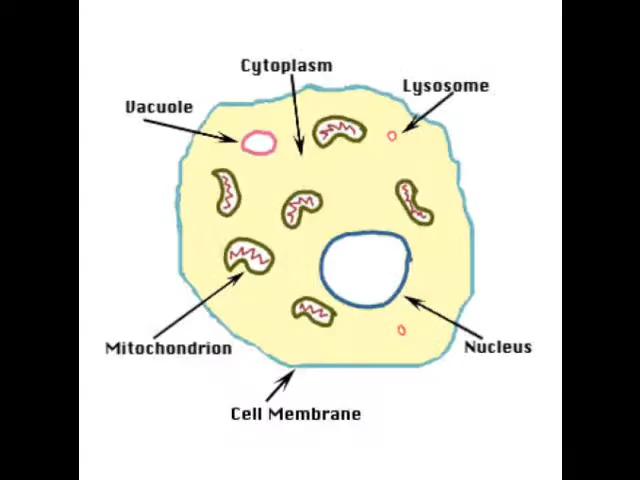 Cytoplasm
Lysosome
Vacuole
Mitochondrion
Nucleus
Cell Membrane